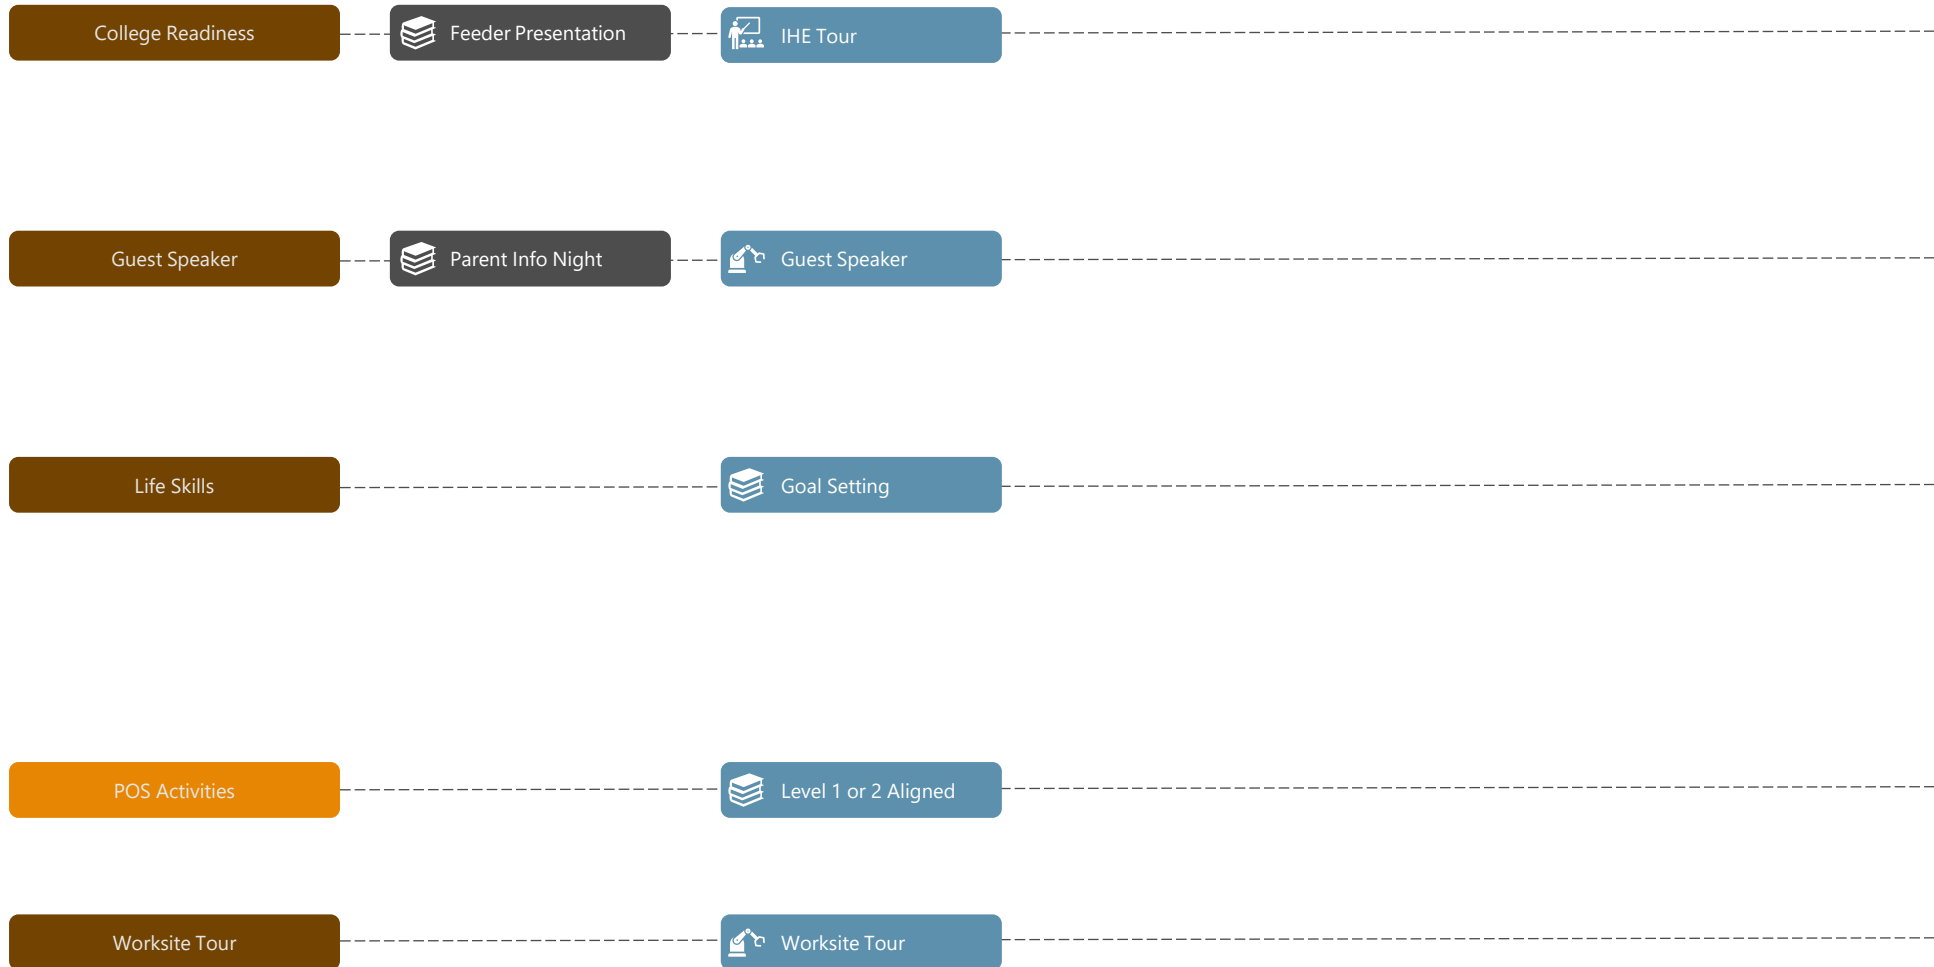 College Readiness
Feeder Presentation
IHE Tour
Guest Speaker
Parent Info Night
Guest Speaker
Life Skills
Goal Setting
POS Activities
Level 1 or 2 Aligned
Worksite Tour
Worksite Tour